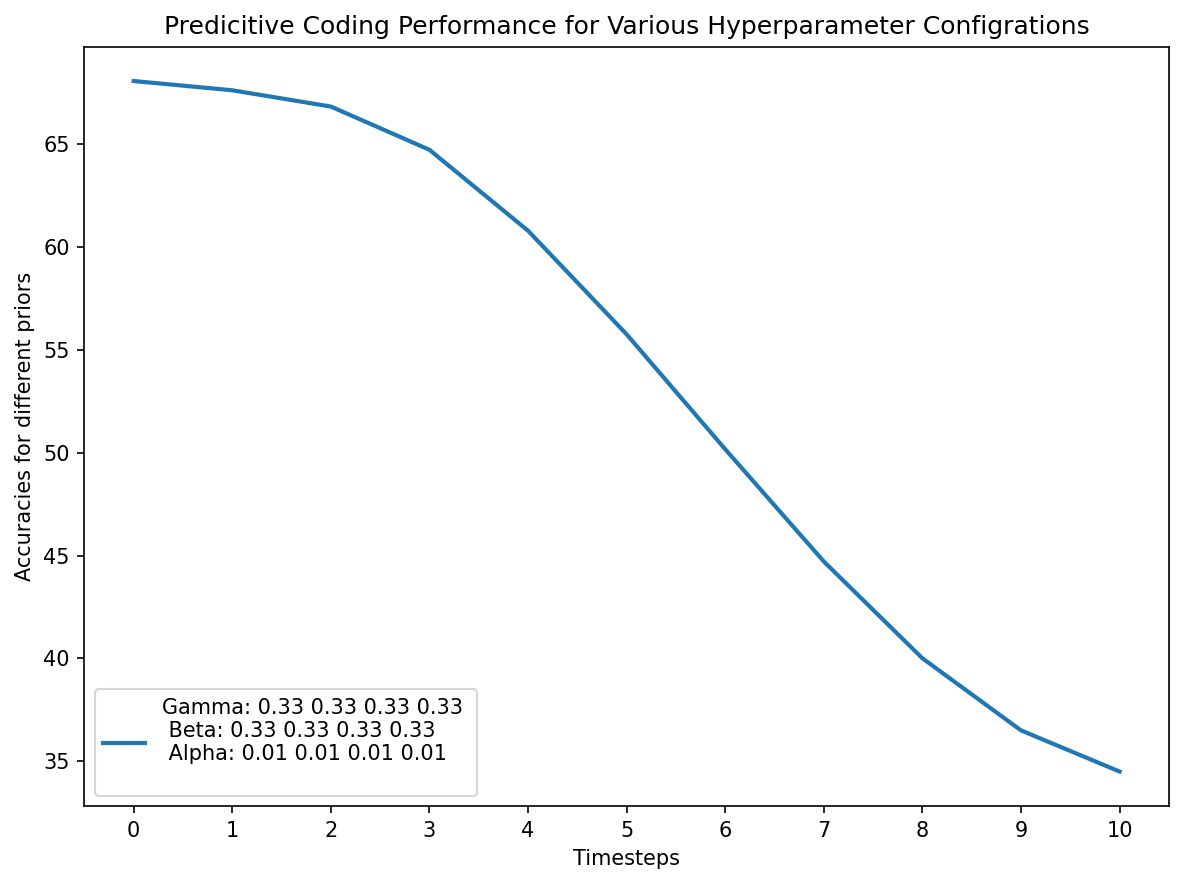 Predicitive Coding Performance for Various Hyperparameter Configrations
Accuracies for different priors
65
60
55
50
45
40
35
Gamma: 0.33 0.33 0.33 0.33
Beta: 0.33 0.33 0.33 0.33
Alpha: 0.01 0.01 0.01 0.01
0 1 2 3 4 5 6 7 8 9 10
Timesteps